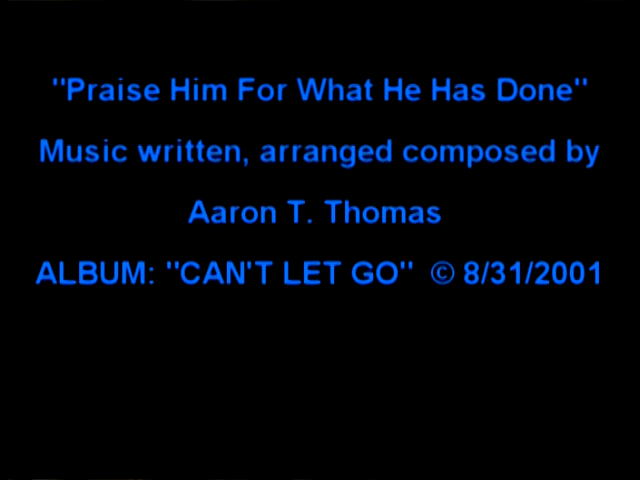 "Praise Him For What He Has Done"
Music written, arranged composed by
Aaron T. Thomas
ALBUM: "CAN'T LET GO" © 8/31/2001